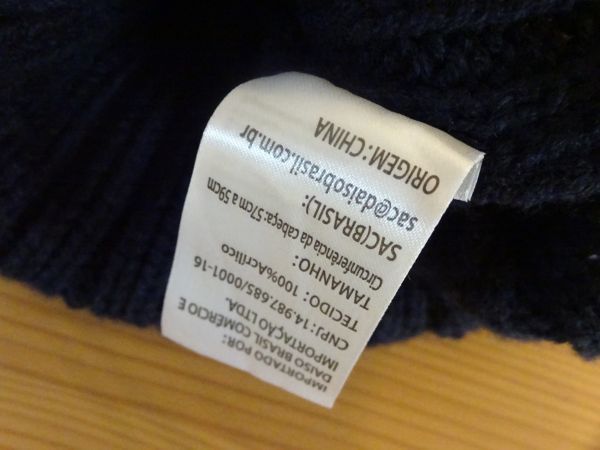 IMPORTADO POR:
DAISO BRASIL COMERCIO E
IMPORTAÇÃO LTDA.
CNPJ: 14.987.685/0001-16
TECIDO: 100%Acrílico
TAMANHO:
Circunferência da cabeça: 57cm a 59cm
SAC(BRASIL):
sac@daisobrasil.com.br
ORIGEM: CHINA